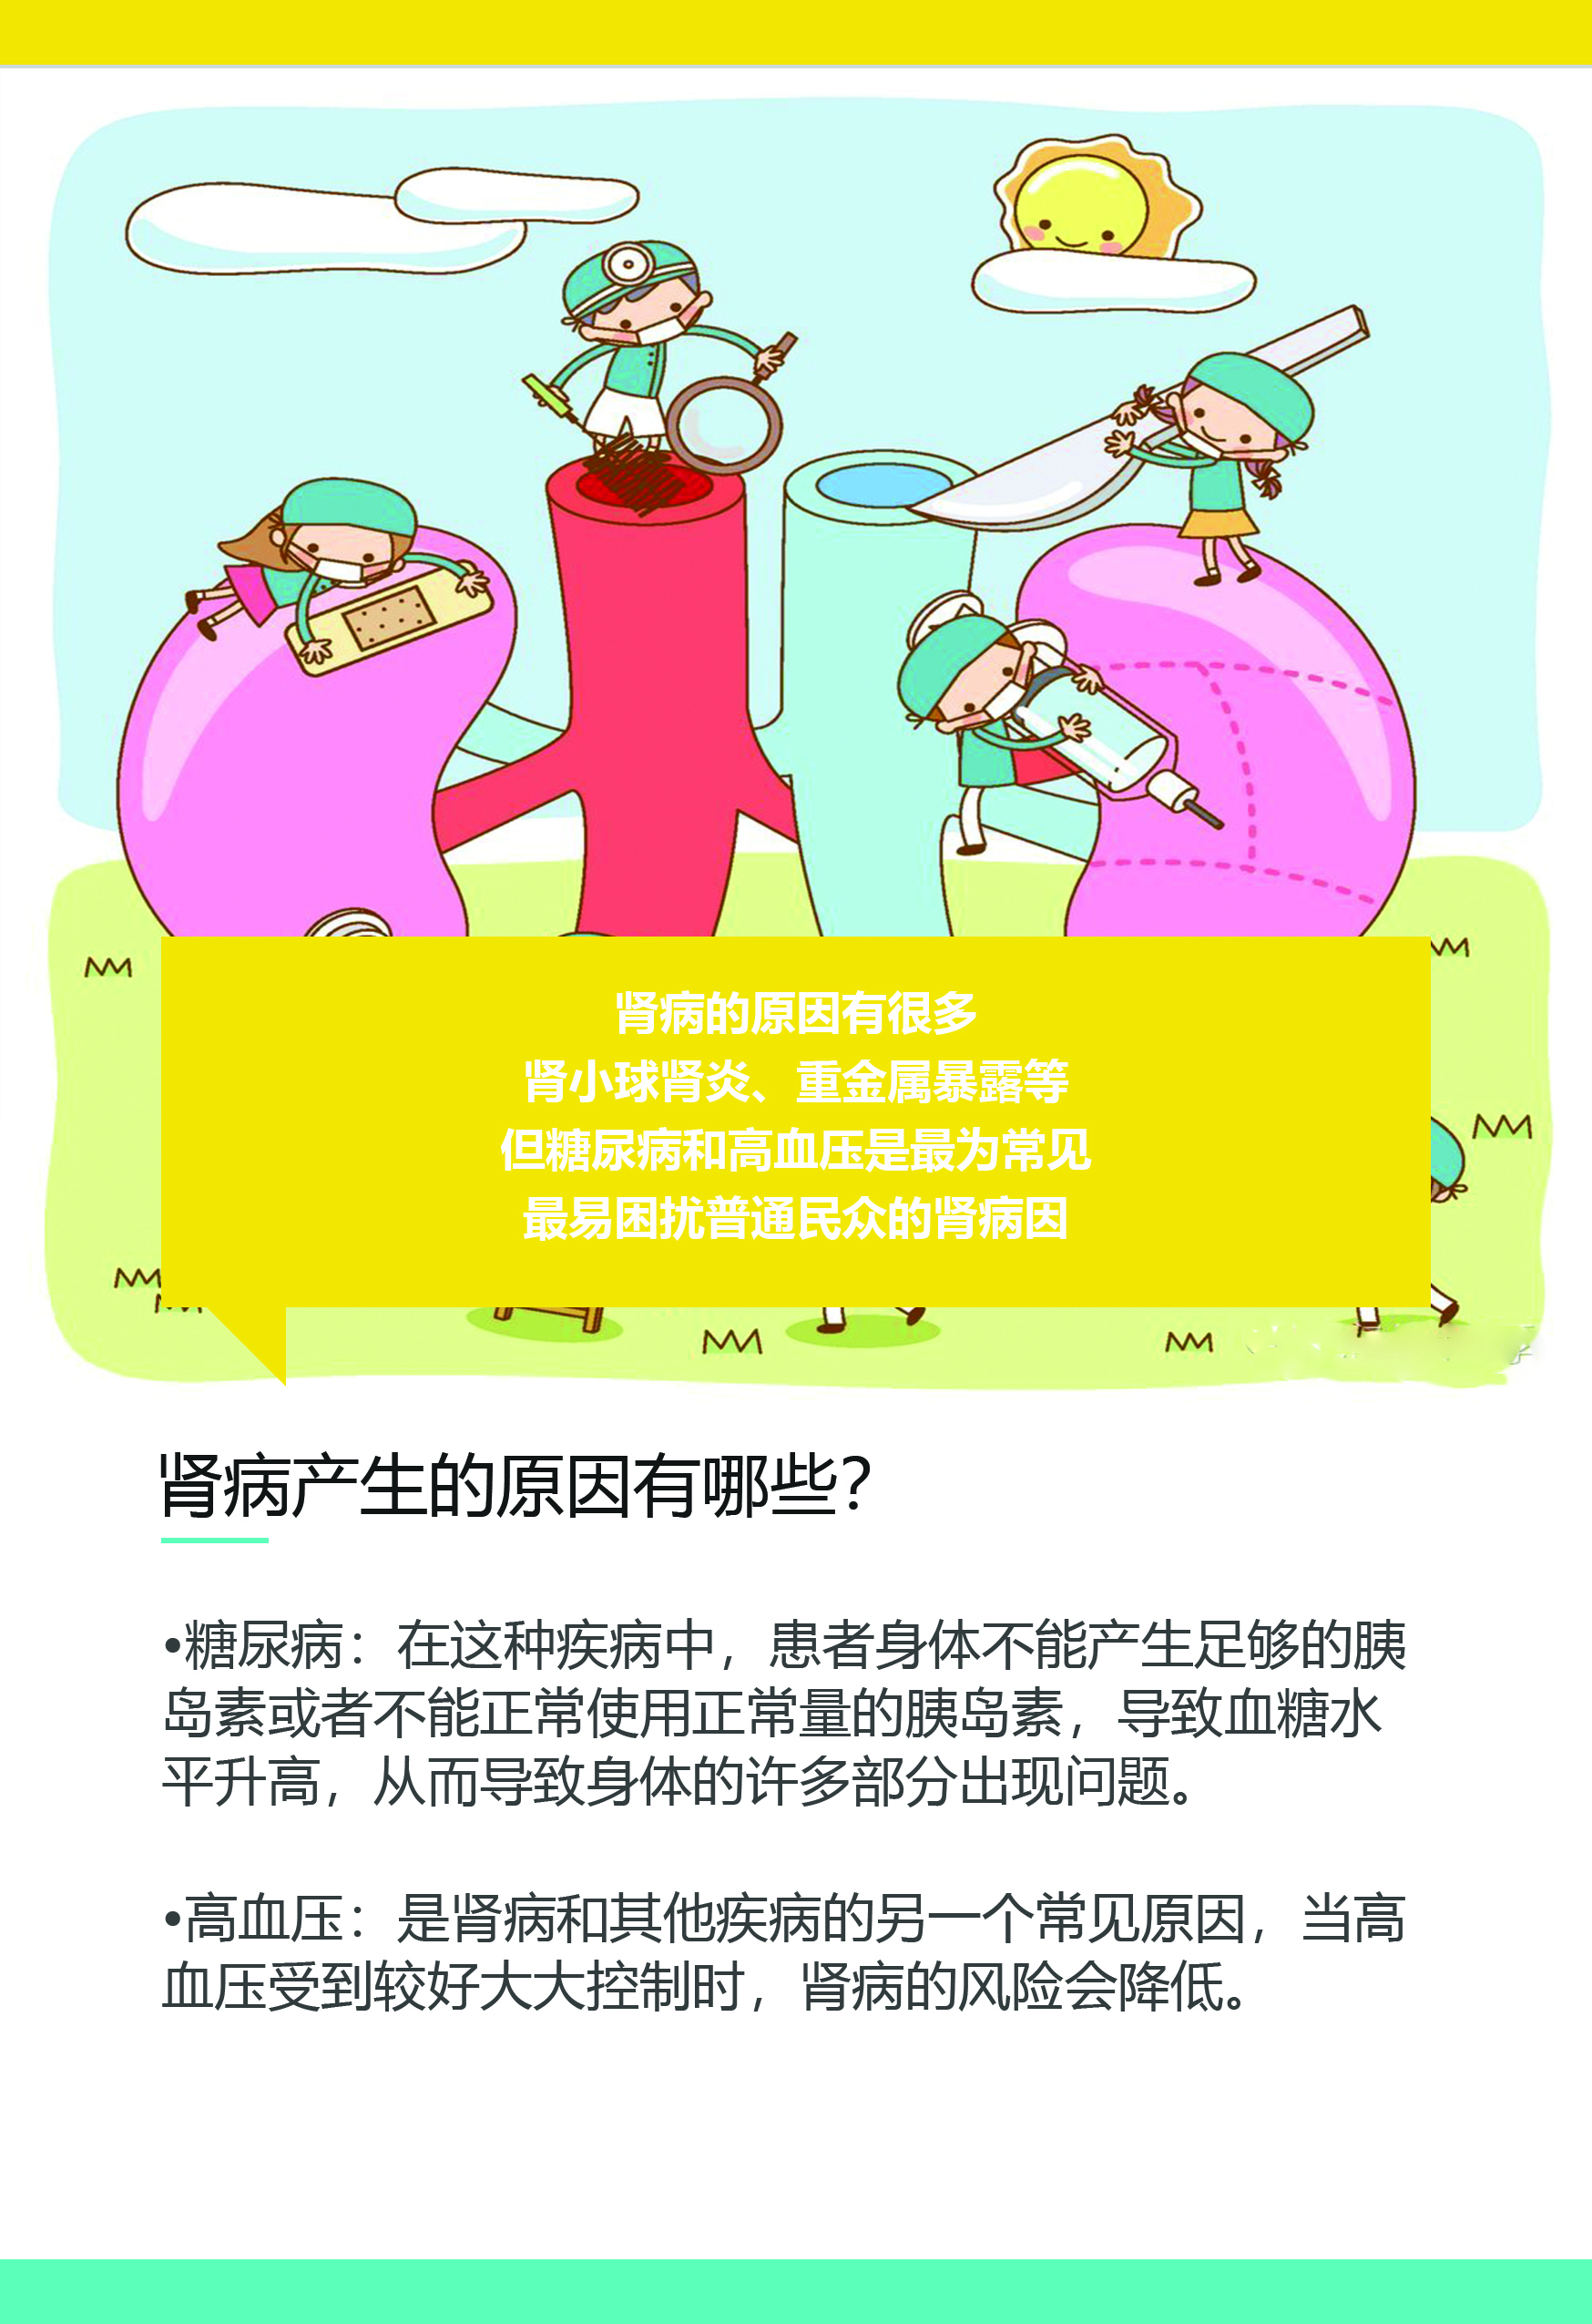 肾病的原因有很多
肾小球肾炎、重金属暴露等
但糖尿病和高血压是最为常见
最易困扰普通民众的肾病因
肾病产生的原因有哪些?
•糖尿病：在这种疾病中，患者身体不能产生足够的胰
岛素或者不能正常使用正常量的胰岛素，导致血糖水
平升高，从而导致身体的许多部分出现问题。
•高血压：是肾病和其他疾病的另一个常见原因，当高
血压受到较好大大控制时，肾病的风险会降低。